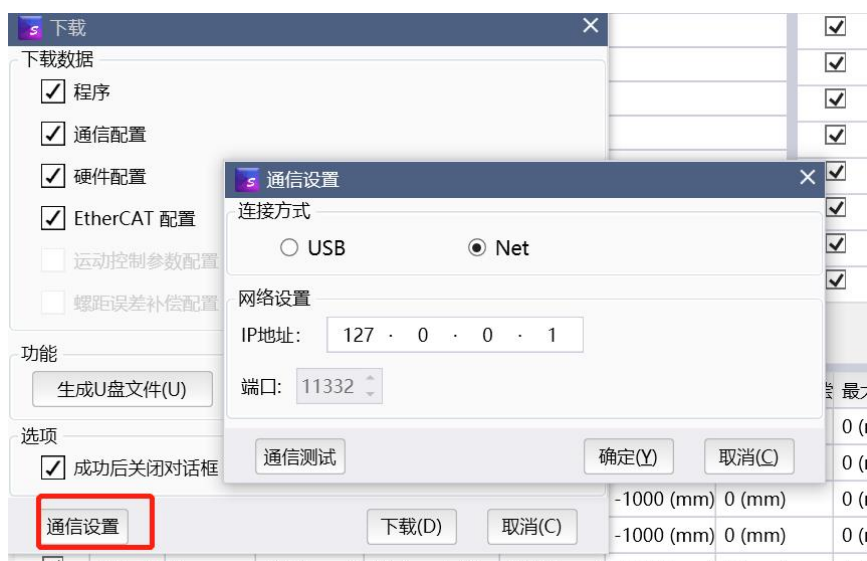 下载
下载数据
程序
通信配置
硬件配置
EtherCAT 配置
运动控制参数配置
螺距误差补偿配置
功能
生成U盘文件(U)
选项
成功后关闭对话框
通信设置
下载(D)
取消(C)
通信设置
连接方式
USB
Net
网络设置
IP地址: 127 . 0 . 0 . 1
端口: 11332
通信测试
确定(Y)
取消(C)
最
0 (
0 (
-1000 (mm) 0 (mm) 0 (
-1000 (mm) 0 (mm) 0 (